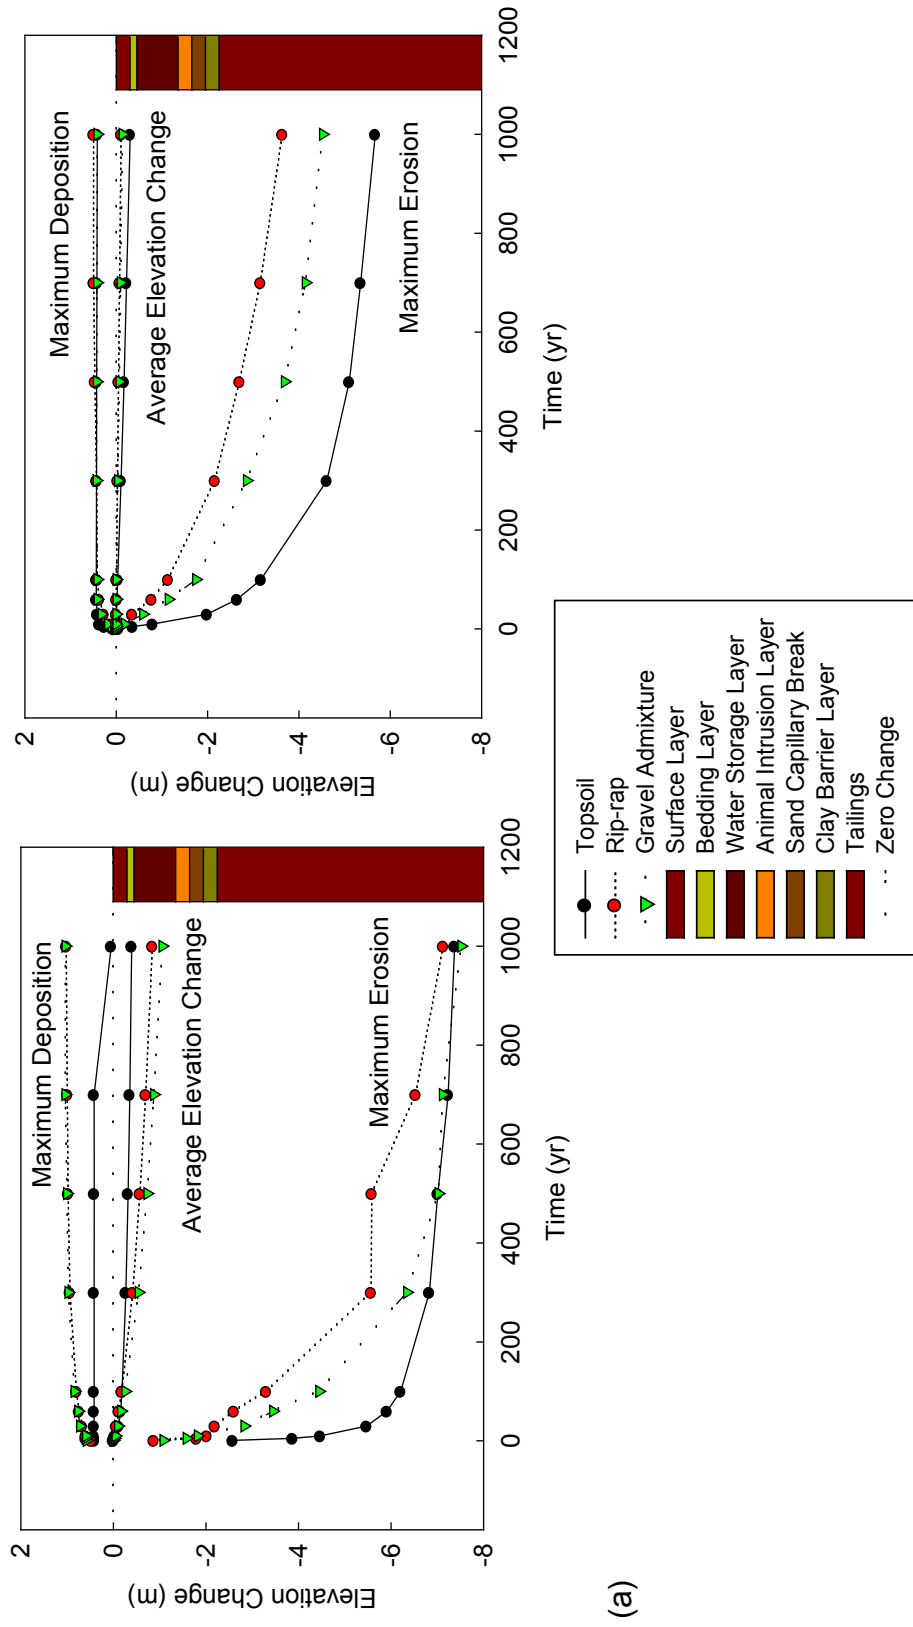 2
0
-2
-4
-6
-8
Elevation Change (m)
0
200
400
600
800
1000
1200
Time (yr)
Maximum Deposition
Average Elevation Change
Maximum Erosion
2
0
-2
-4
-6
-8
Elevation Change (m)
0
200
400
600
800
1000
1200
Time (yr)
Maximum Deposition
Average Elevation Change
Maximum Erosion
(a)
Topsoil
Rip-rap
Gravel Admixture
Surface Layer
Bedding Layer
Water Storage Layer
Animal Intrusion Layer
Sand Capillary Break
Clay Barrier Layer
Tailings
Zero Change